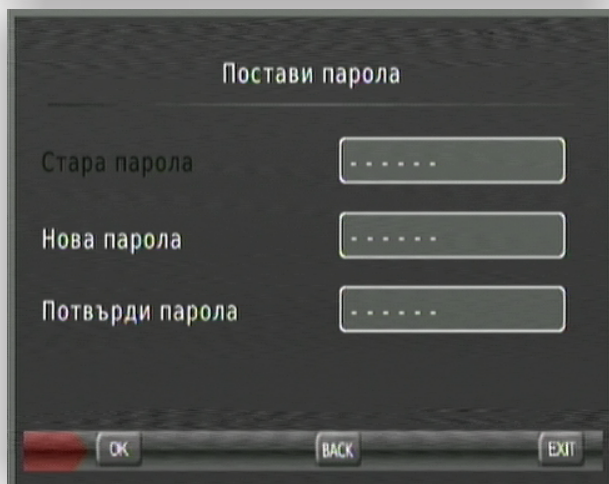 Постави парола
Стара парола
- - - - - -
Нова парола
- - - - - -
Потвърди парола
- - - - - -
OK BACK EXIT